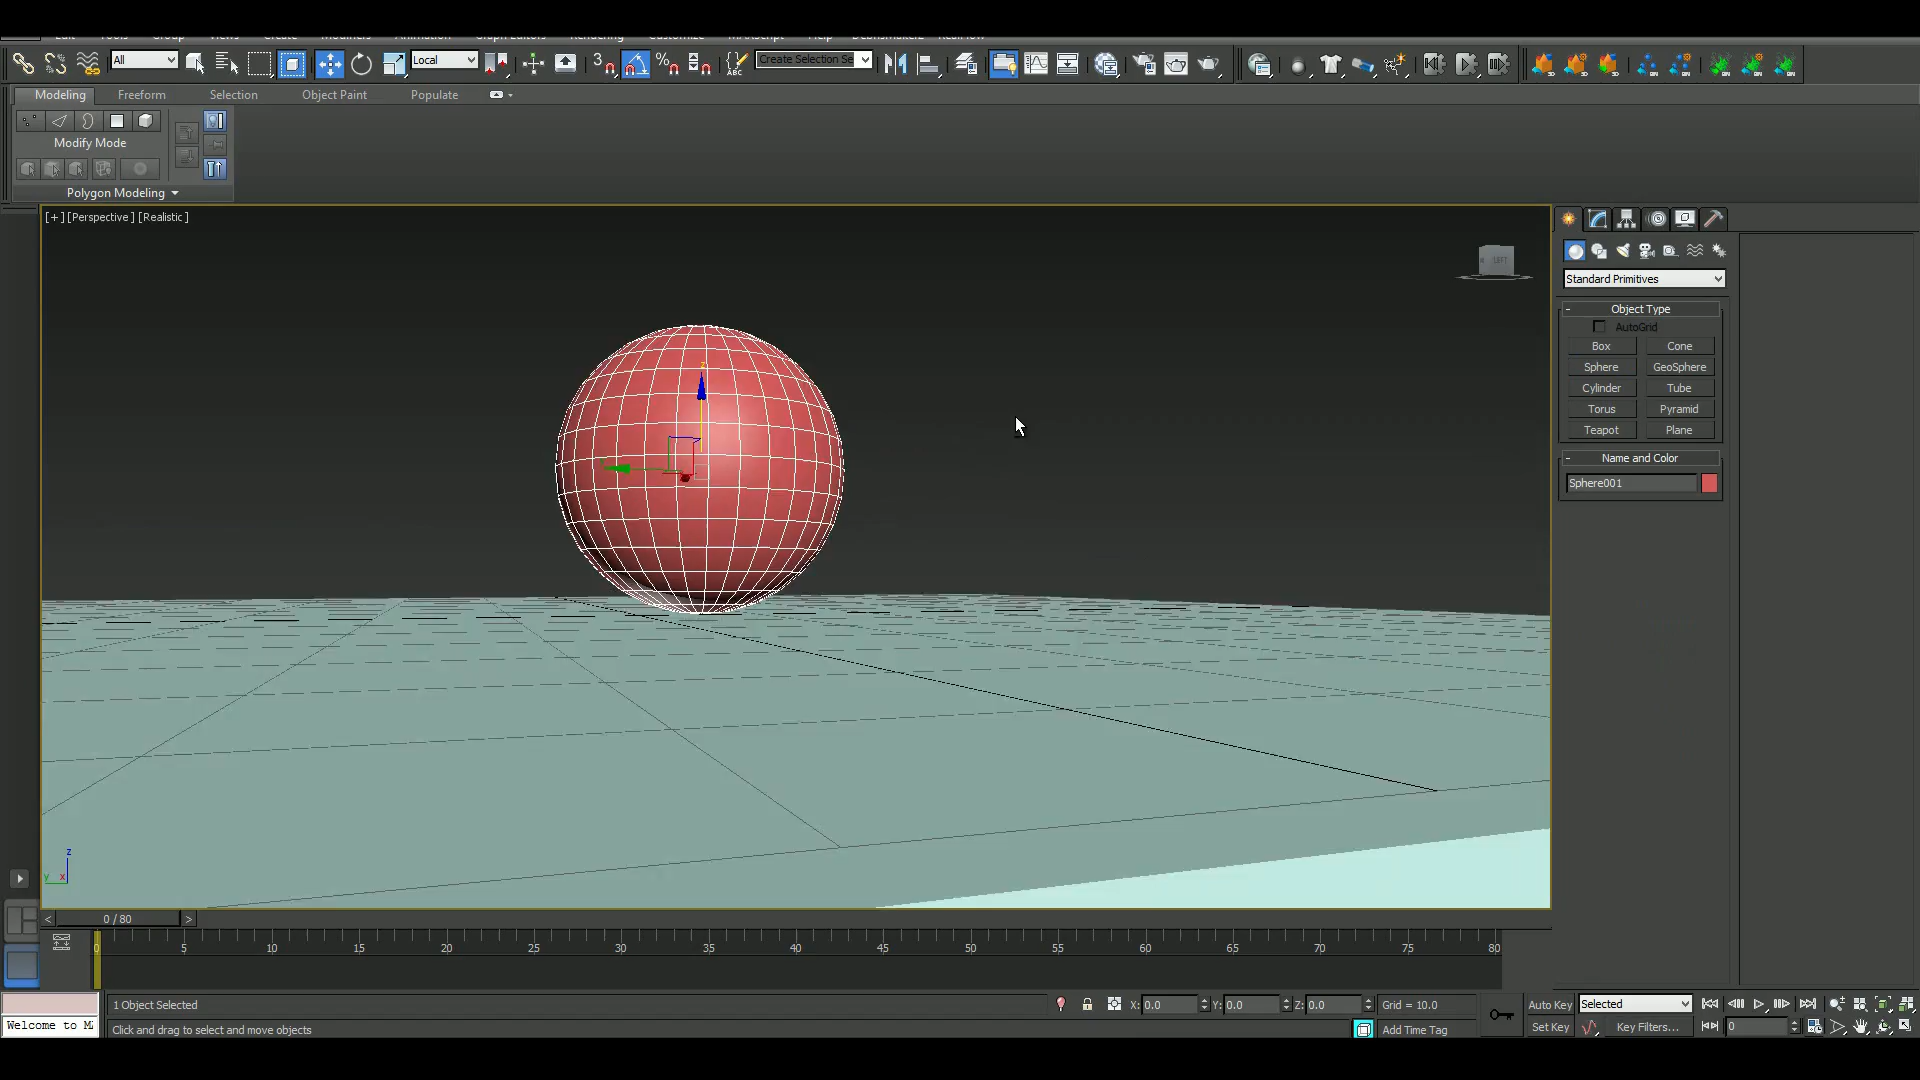 Edit Tools Group Views Create Modifiers Animation Graph Editors Rendering Customize MAXScript Help
All
Local
3
Create Selection Se
Modeling Freeform Selection Object Paint Populate
Modify Mode
Polygon Modeling
[+] [Perspective] [Realistic]
LEFT
Standard Primitives
- Object Type
AutoGrid
Box Cone
Sphere GeoSphere
Cylinder Tube
Torus Pyramid
Teapot Plane
- Name and Color
Sphere001
z
z
y x
< 0 / 80 >
0 5 10 15 20 25 30 35 40 45 50 55 60 65 70 75 80
1 Object Selected X: 0.0 Y: 0.0 Z: 0.0 Grid = 10.0 Auto Key Selected
Welcome to M
Click and drag to select and move objects Add Time Tag Set Key Key Filters... 0